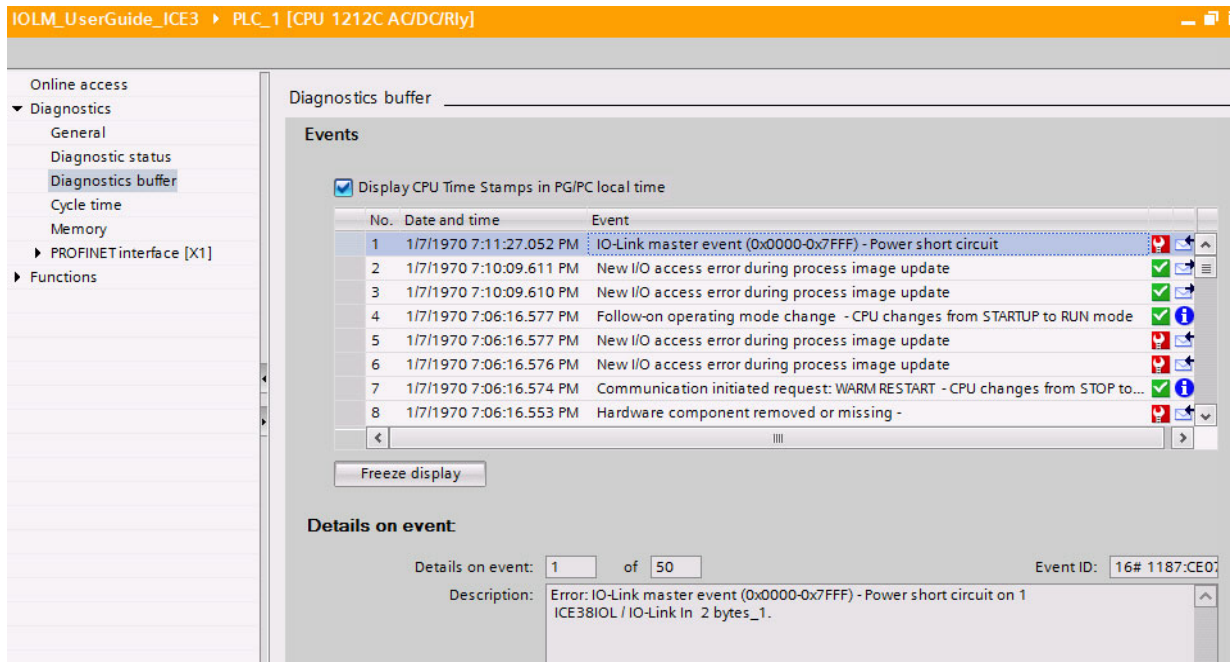 IOLM_UserGuide_ICE3 ▸ PLC_1 [CPU 1212C AC/DC/Rly]
Online access
Diagnostics
General
Diagnostic status
Diagnostics buffer
Cycle time
Memory
PROFINET interface [X1]
Functions
Diagnostics buffer
Events
Display CPU Time Stamps in PG/PC local time
No. Date and time Event
1 1/7/1970 7:11:27.052 PM IO-Link master event (0x0000-0x7FFF) - Power short circuit
2 1/7/1970 7:10:09.611 PM New I/O access error during process image update
3 1/7/1970 7:10:09.610 PM New I/O access error during process image update
4 1/7/1970 7:06:16.577 PM Follow-on operating mode change - CPU changes from STARTUP to RUN mode
5 1/7/1970 7:06:16.577 PM New I/O access error during process image update
6 1/7/1970 7:06:16.576 PM New I/O access error during process image update
7 1/7/1970 7:06:16.574 PM Communication initiated request: WARM RESTART - CPU changes from STOP to...
8 1/7/1970 7:06:16.553 PM Hardware component removed or missing -
Freeze display
Details on event:
Details on event: 1 of 50 Event ID: 16# 1187:CE07
Description: Error: IO-Link master event (0x0000-0x7FFF) - Power short circuit on 1
ICE38IOL / IO-Link In 2 bytes_1.